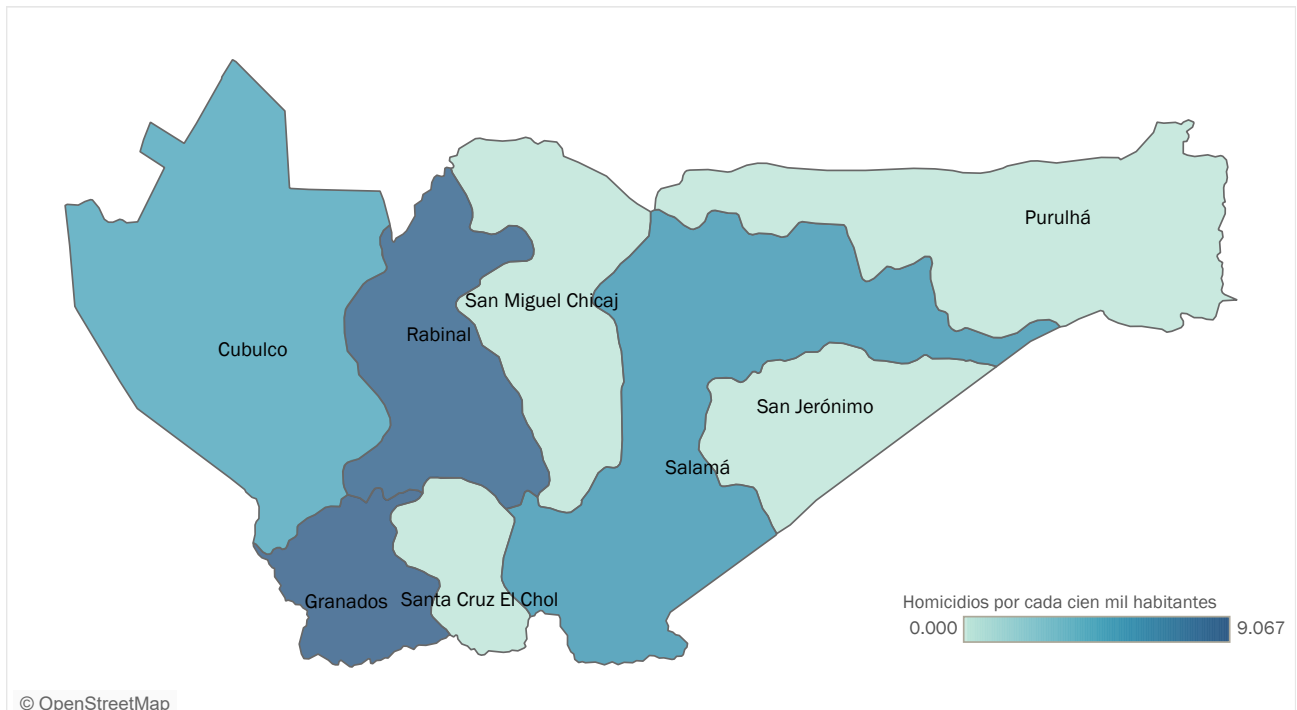 Purulhá
San Miguel Chicaj
Rabinal
Cubulco
San Jerónimo
Salamá
Granados
Santa Cruz El Chol
Homicidios por cada cien mil habitantes
0.000
9.067
© OpenStreetMap